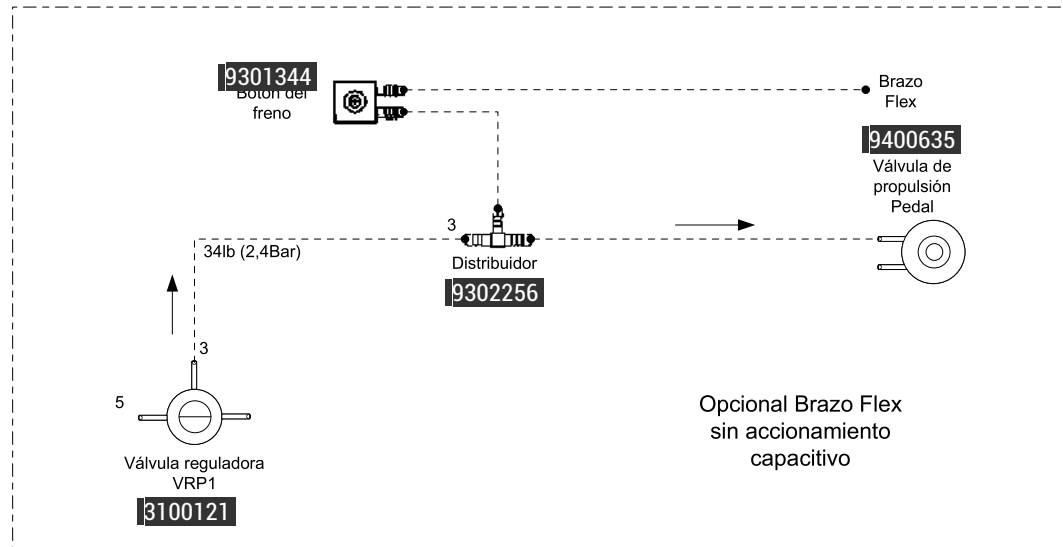 9301344
Botón del
freno
Brazo
Flex
9400635
Válvula de
propulsión
Pedal
3
34lb (2,4Bar)
Distribuidor
9302256
3
5
Válvula reguladora
VRP1
3100121
Opcional Brazo Flex
sin accionamiento
capacitivo